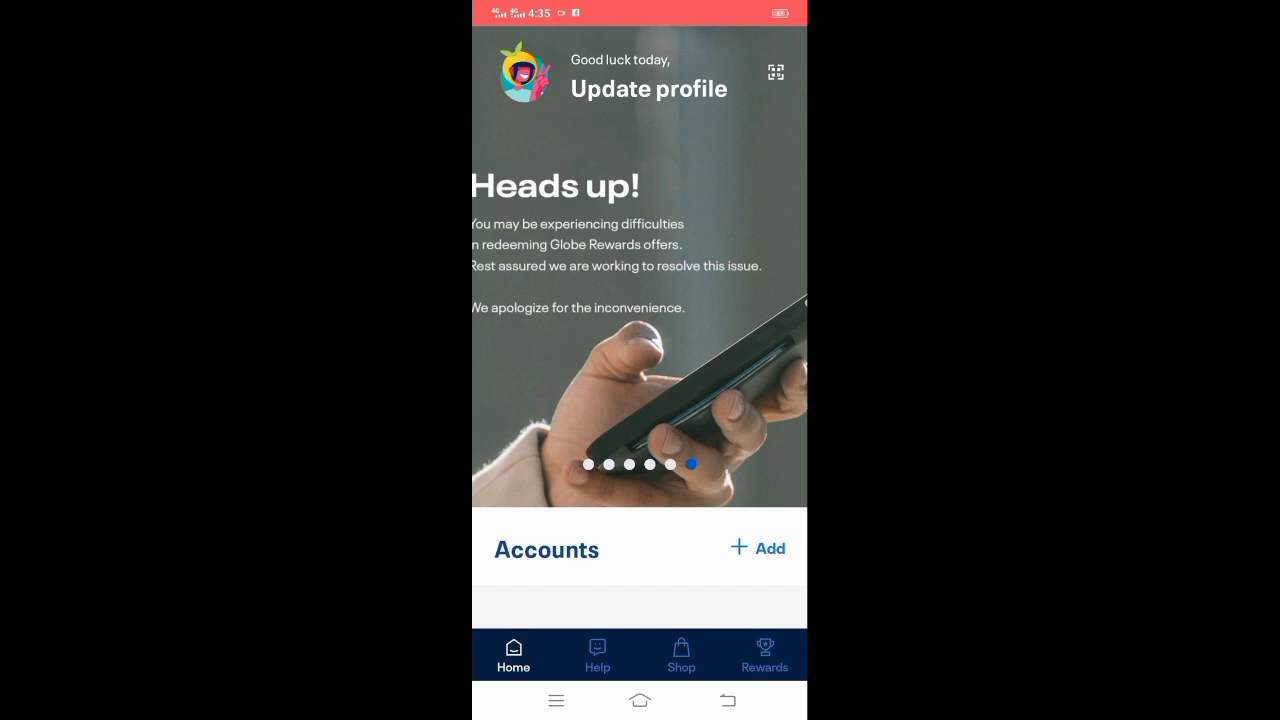 4G 4G 4:35
Good luck today,
Update profile
Heads up!
You may be experiencing difficulties
n redeeming Globe Rewards offers.
Rest assured we are working to resolve this issue.
We apologize for the inconvenience.
Accounts
+ Add
Home Help Shop Rewards